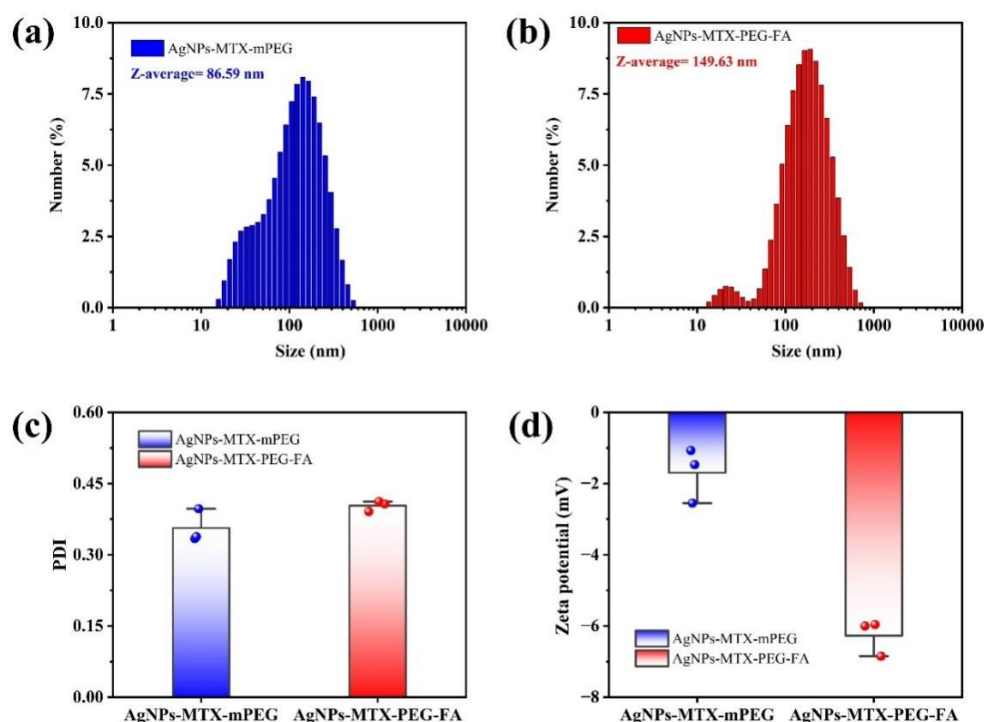 (a)
AgNPs-MTX-mPEG
Z-average= 86.59 nm
10.0
7.5
5.0
2.5
0.0
Number (%)
1
10
100
1000
10000
Size (nm)
(b)
AgNPs-MTX-PEG-FA
Z-average= 149.63 nm
10.0
7.5
5.0
2.5
0.0
Number (%)
1
10
100
1000
10000
Size (nm)
(c)
AgNPs-MTX-mPEG
AgNPs-MTX-PEG-FA
0.60
0.45
0.30
0.15
0.00
PDI
AgNPs-MTX-mPEG
AgNPs-MTX-PEG-FA
(d)
0
−2
−4
−6
−8
Zeta potential (mV)
AgNPs-MTX-mPEG
AgNPs-MTX-PEG-FA
AgNPs-MTX-mPEG
AgNPs-MTX-PEG-FA